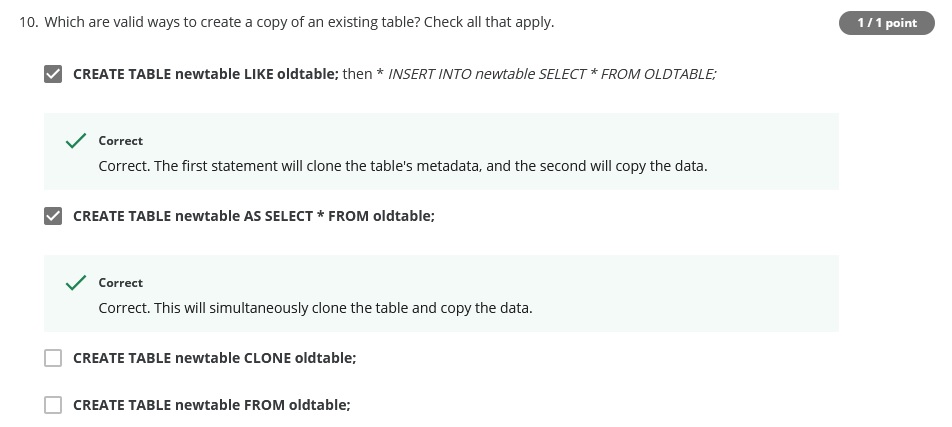 10. Which are valid ways to create a copy of an existing table? Check all that apply.
1 / 1 point
CREATE TABLE newtable LIKE oldtable; then * INSERT INTO newtable SELECT * FROM OLDTABLE;
Correct
Correct. The first statement will clone the table's metadata, and the second will copy the data.
CREATE TABLE newtable AS SELECT * FROM oldtable;
Correct
Correct. This will simultaneously clone the table and copy the data.
CREATE TABLE newtable CLONE oldtable;
CREATE TABLE newtable FROM oldtable;